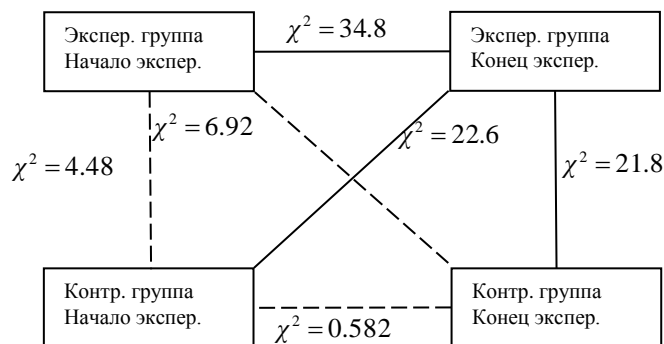 Экспер. группа
Начало экспер.
χ² = 34.8
Экспер. группа
Конец экспер.
χ² = 6.92
χ² = 22.6
χ² = 4.48
χ² = 21.8
Контр. группа
Начало экспер.
χ² = 0.582
Контр. группа
Конец экспер.